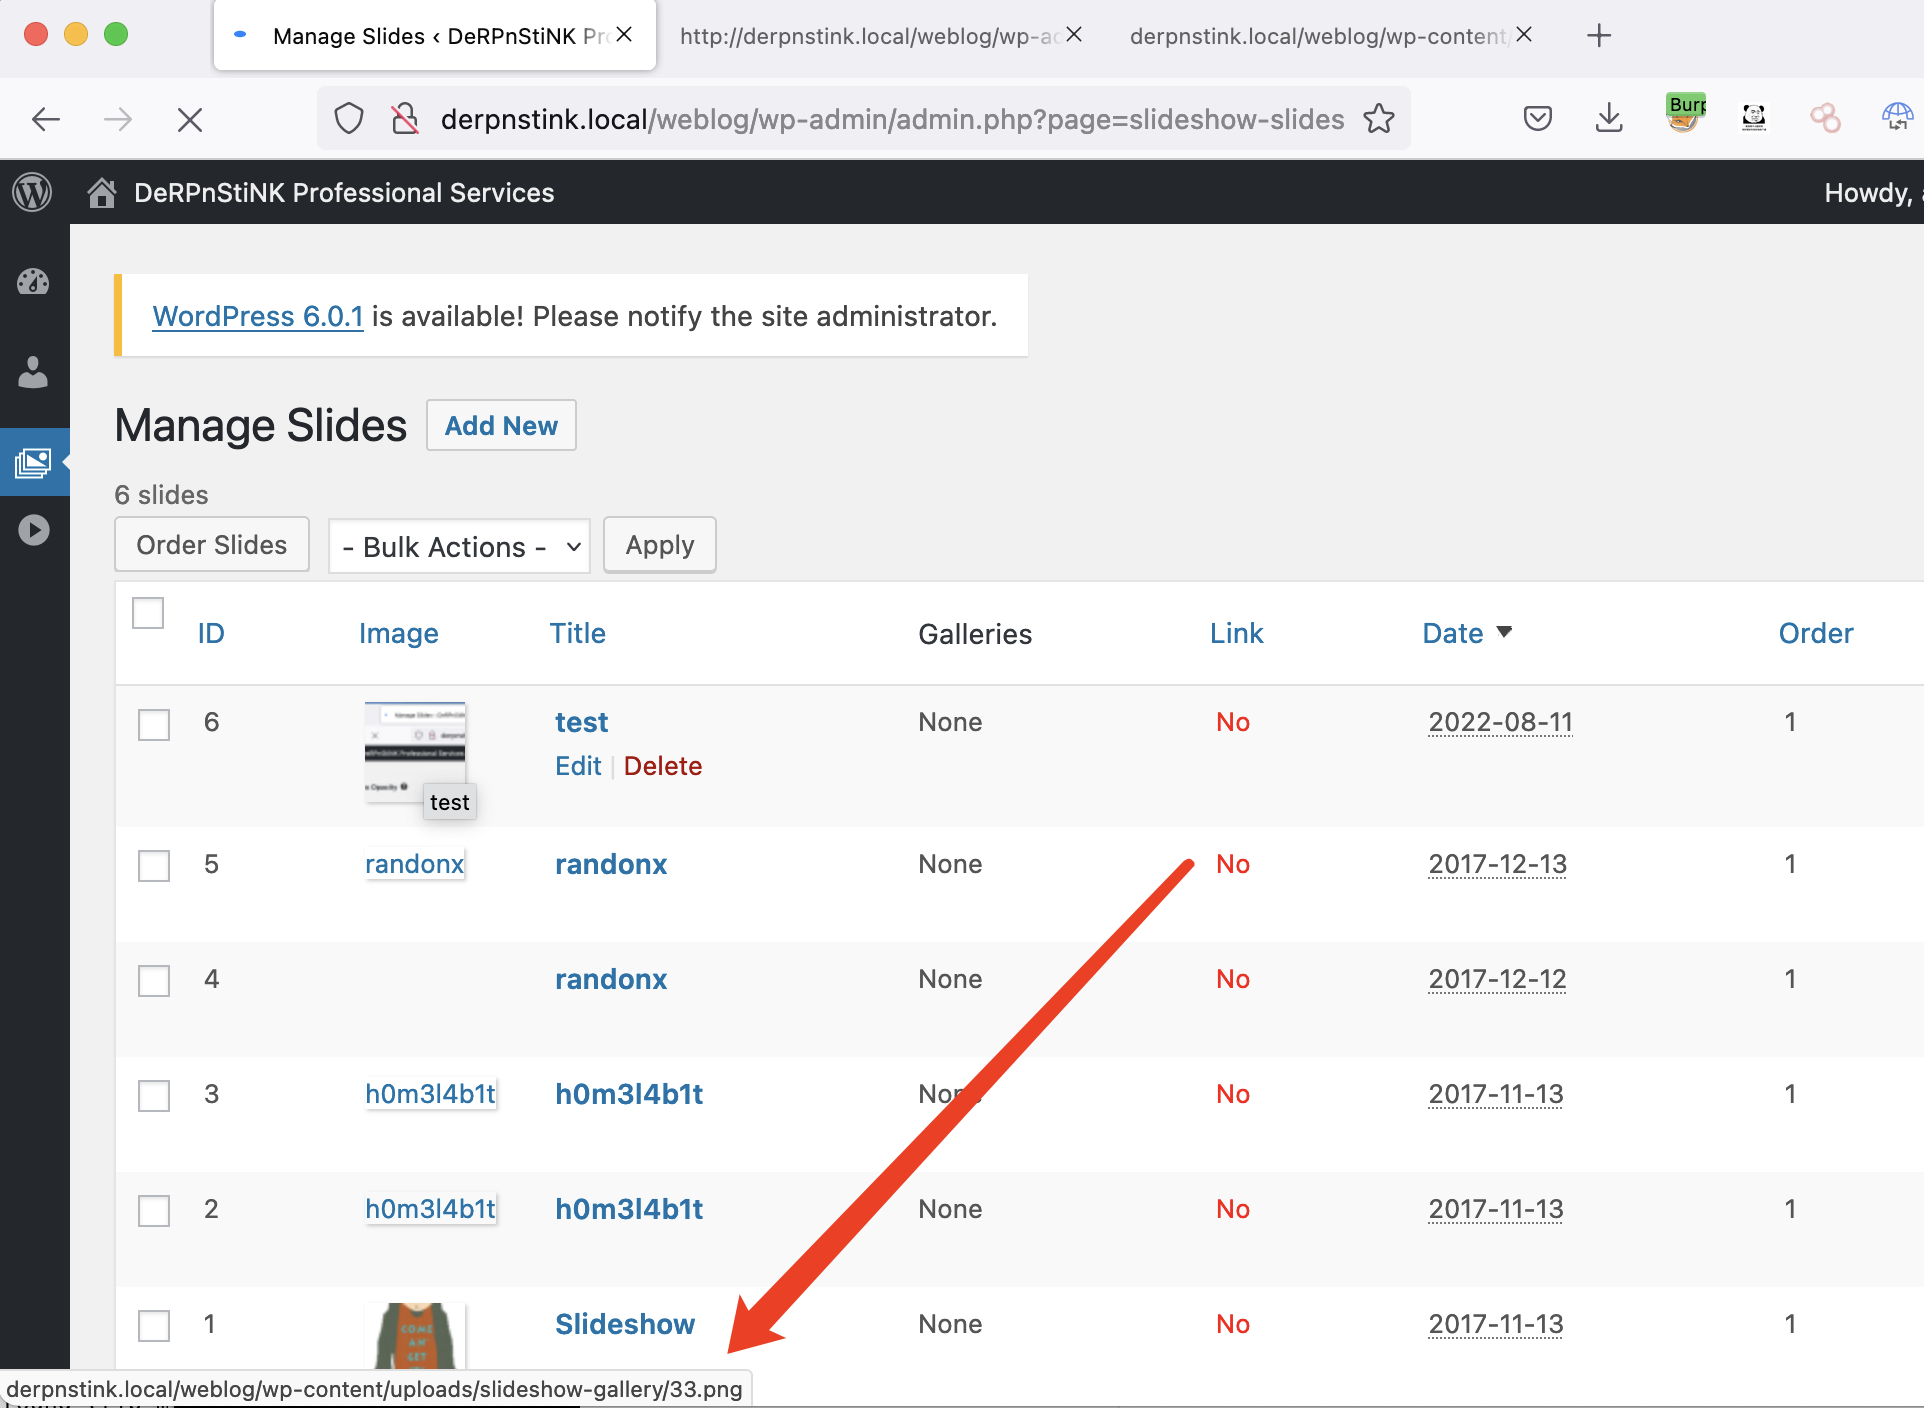 Manage Slides ‹ DeRPnStiNK Pro
http://derpnstink.local/weblog/wp-ad
derpnstink.local/weblog/wp-content/
derpnstink.local/weblog/wp-admin/admin.php?page=slideshow-slides
Burp
DeRPnStiNK Professional Services
Howdy,
WordPress 6.0.1 is available! Please notify the site administrator.
Manage Slides
Add New
6 slides
Order Slides
- Bulk Actions -
Apply
ID Image Title Galleries Link Date Order
6 test None No 2022-08-11 1
Edit | Delete
test
5 randonx randonx None No 2017-12-13 1
4 randonx None No 2017-12-12 1
3 h0m3l4b1t h0m3l4b1t None No 2017-11-13 1
2 h0m3l4b1t h0m3l4b1t None No 2017-11-13 1
1 Slideshow None No 2017-11-13 1
COME
AN
GET
derpnstink.local/weblog/wp-content/uploads/slideshow-gallery/33.png